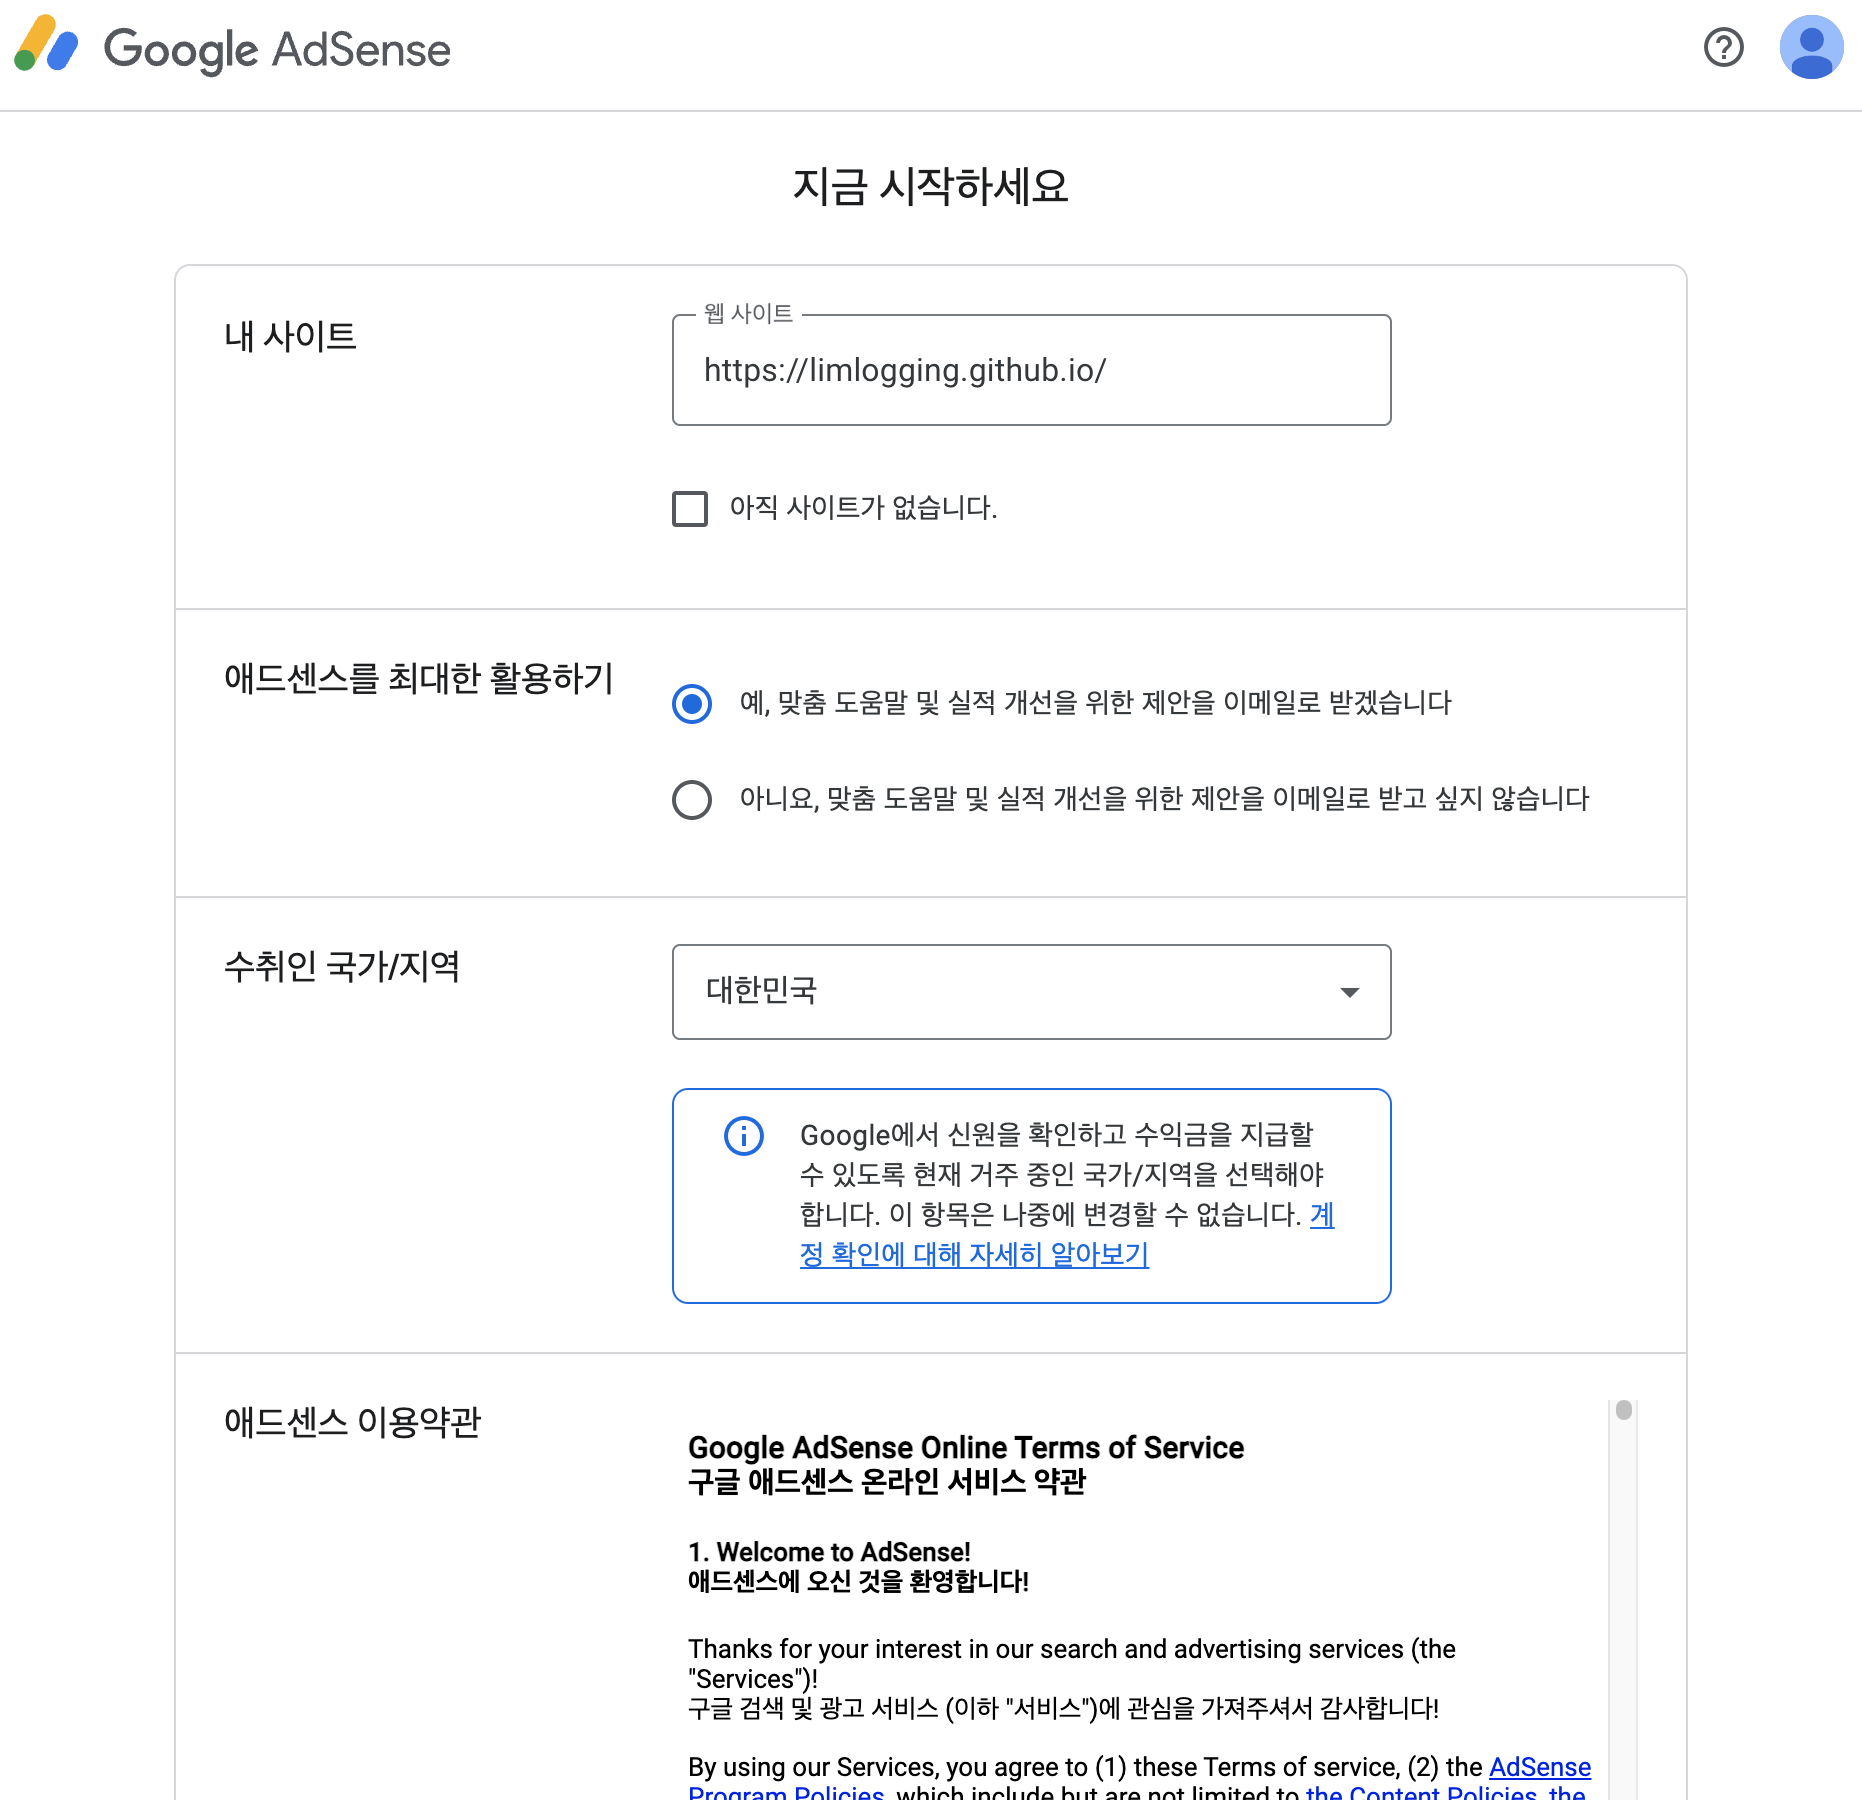 Google AdSense
지금 시작하세요
내 사이트
웹 사이트
https://limlogging.github.io/
아직 사이트가 없습니다.
애드센스를 최대한 활용하기
예, 맞춤 도움말 및 실적 개선을 위한 제안을 이메일로 받겠습니다
아니요, 맞춤 도움말 및 실적 개선을 위한 제안을 이메일로 받고 싶지 않습니다
수취인 국가/지역
대한민국
Google에서 신원을 확인하고 수익금을 지급할
수 있도록 현재 거주 중인 국가/지역을 선택해야
합니다. 이 항목은 나중에 변경할 수 없습니다. 계
정 확인에 대해 자세히 알아보기
애드센스 이용약관
Google AdSense Online Terms of Service
구글 애드센스 온라인 서비스 약관
1. Welcome to AdSense!
애드센스에 오신 것을 환영합니다!
Thanks for your interest in our search and advertising services (the
"Services")!
구글 검색 및 광고 서비스 (이하 "서비스")에 관심을 가져주셔서 감사합니다!
By using our Services, you agree to (1) these Terms of service, (2) the AdSense
Program Policies, which include but are not limited to the Content Policies, the